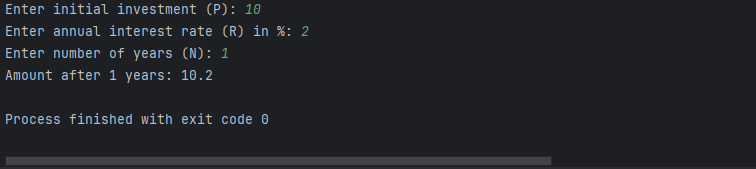 Enter initial investment (P): 10
Enter annual interest rate (R) in %: 2
Enter number of years (N): 1
Amount after 1 years: 10.2
Process finished with exit code 0